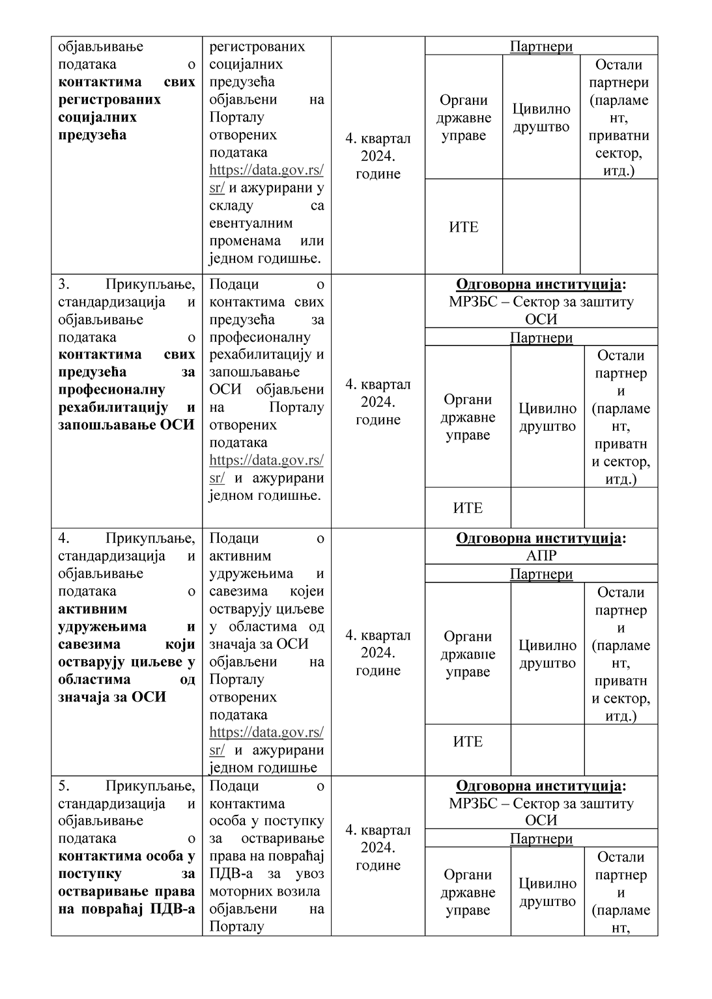 објављивање
података о
контактима свих
регистрованих
социјалних
предузећа
регистрованих
социјалних
предузећа
објављени на
Порталу
отворених
података
https://data.gov.rs/
sr/ и ажурирани у
складу са
евентуалним
променама или
једном годишње.
4. квартал
2024.
године
Партнери
Органи
државне
управе
Цивилно
друштво
Остали
партнери
(парламе
нт,
приватни
сектор,
итд.)
ИТЕ
3. Прикупљање,
стандардизација и
објављивање
података о
контактима свих
предузећа за
професионалну
рехабилитацију и
запошљавање ОСИ
Подаци о
контактима свих
предузећа за
професионалну
рехабилитацију и
запошљавање
ОСИ објављени
на Порталу
отворених
података
https://data.gov.rs/
sr/ и ажурирани
једном годишње.
4. квартал
2024.
године
Одговорна институција:
МРЗБС – Сектор за заштиту
ОСИ
Партнери
Органи
државне
управе
Цивилно
друштво
Остали
партнер
и
(парламе
нт,
приватн
и сектор,
итд.)
ИТЕ
4. Прикупљање,
стандардизација и
објављивање
података о
активним
удружењима и
савезима који
остварују циљеве у
областима од
значаја за ОСИ
Подаци о
активним
удружењима и
савезима којеи
остварују циљеве
у областима од
значаја за ОСИ
објављени на
Порталу
отворених
података
https://data.gov.rs/
sr/ и ажурирани
једном годишње
4. квартал
2024.
године
Одговорна институција:
АПР
Партнери
Органи
државне
управе
Цивилно
друштво
Остали
партнер
и
(парламе
нт,
приватн
и сектор,
итд.)
ИТЕ
5. Прикупљање,
стандардизација и
објављивање
података о
контактима особа у
поступку за
остваривање права
на повраћај ПДВ-а
Подаци о
контактима
особа у поступку
за остваривање
права на повраћај
ПДВ-а за увоз
моторних возила
објављени на
Порталу
4. квартал
2024.
године
Одговорна институција:
МРЗБС – Сектор за заштиту
ОСИ
Партнери
Органи
државне
управе
Цивилно
друштво
Остали
партнер
и
(парламе
нт,